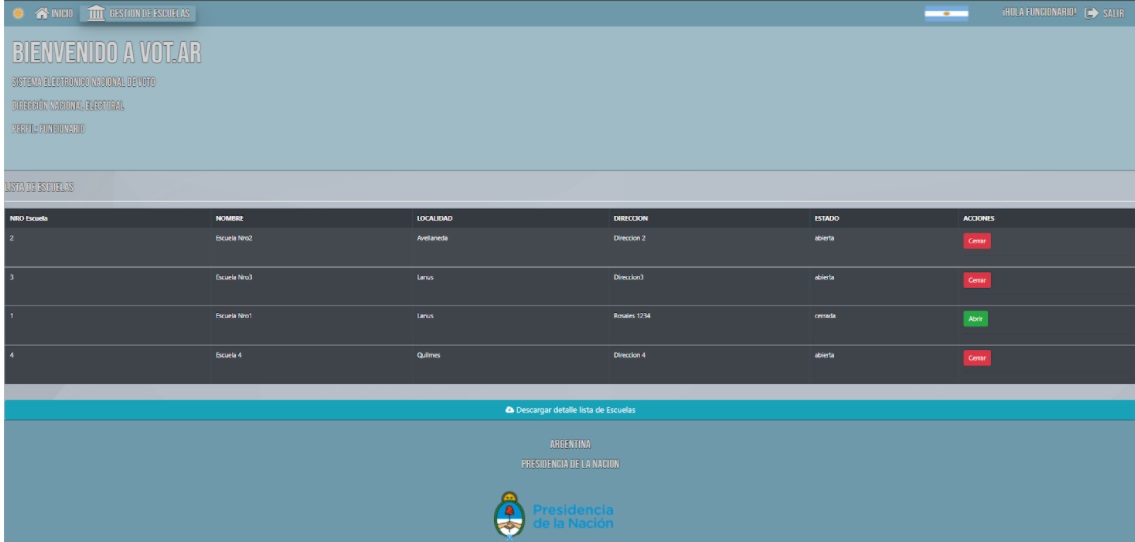 INICIO GESTIÓN DE ESCUELAS ¡HOLA FUNCIONARIO! SALIR
BIENVENIDO A VOT.AR
SISTEMA ELECTRONICO NACIONAL DE VOTO
DIRECCIÓN NACIONAL ELECTORAL
PERFIL: FUNCIONARIO
LISTA DE ESCUELAS
NRO Escuela NOMBRE LOCALIDAD DIRECCION ESTADO ACCIONES
2 Escuela Nro2 Avellaneda Direccion 2 abierta Cerrar
3 Escuela Nro3 Lanus Direccion3 abierta Cerrar
1 Escuela Nro1 Lanus Rosales 1234 cerrada Abrir
4 Escuela 4 Quilmes Direccion 4 abierta Cerrar
Descargar detalle lista de Escuelas
ARGENTINA
PRESIDENCIA DE LA NACION
Presidencia
de la Nación